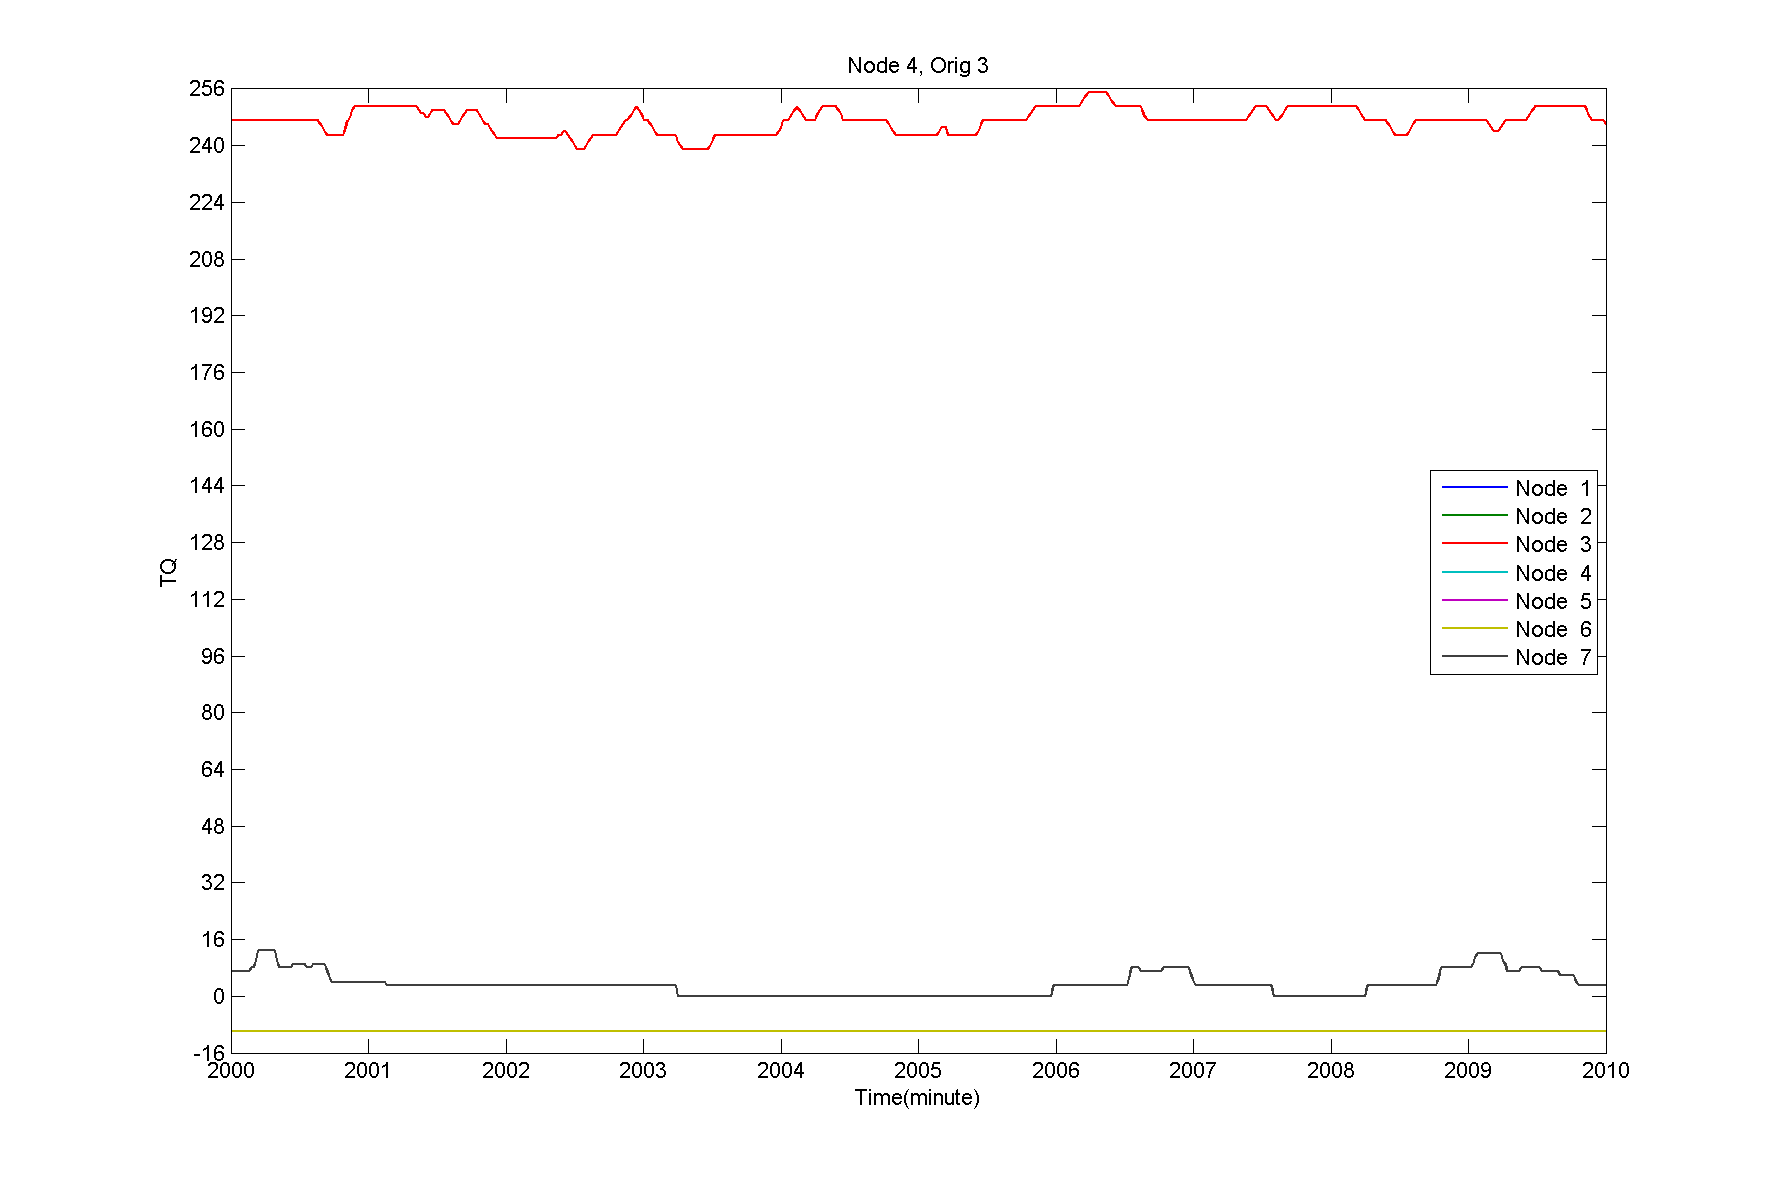 Node 4, Orig 3
256
240
224
208
192
176
160
144
128
112
96
80
64
48
32
16
0
-16
TQ
Node 1
Node 2
Node 3
Node 4
Node 5
Node 6
Node 7
2000 2001 2002 2003 2004 2005 2006 2007 2008 2009 2010
Time(minute)